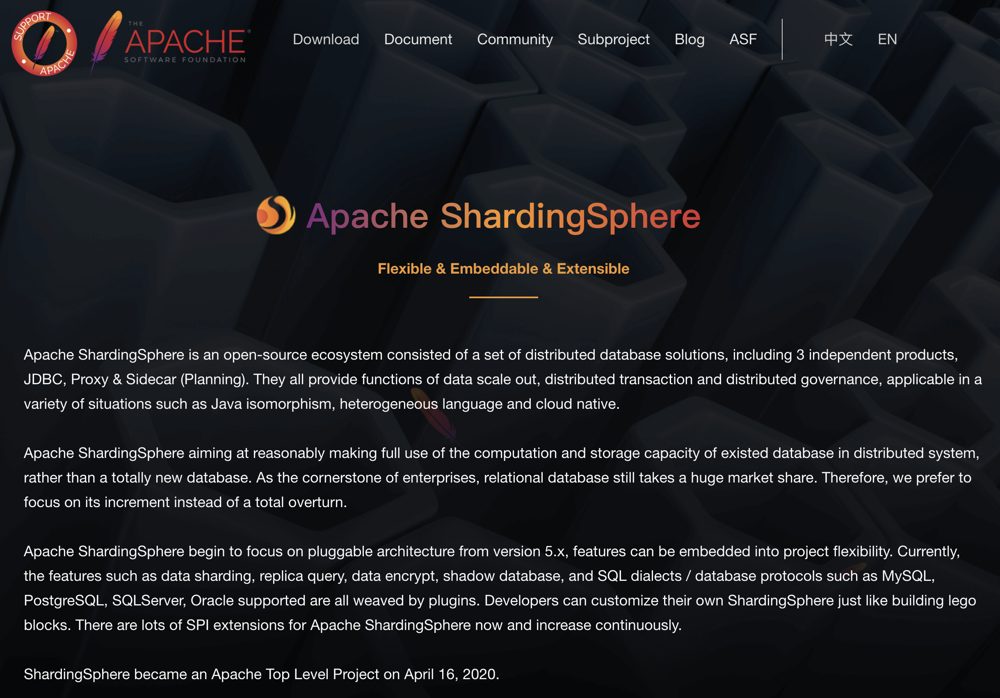 SUPPORT
APACHE
™
THE
APACHE®
SOFTWARE FOUNDATION
Download Document Community Subproject Blog ASF 中文 EN
Apache ShardingSphere
Flexible & Embeddable & Extensible
Apache ShardingSphere is an open-source ecosystem consisted of a set of distributed database solutions, including 3 independent products,
JDBC, Proxy & Sidecar (Planning). They all provide functions of data scale out, distributed transaction and distributed governance, applicable in a
variety of situations such as Java isomorphism, heterogeneous language and cloud native.
Apache ShardingSphere aiming at reasonably making full use of the computation and storage capacity of existed database in distributed system,
rather than a totally new database. As the cornerstone of enterprises, relational database still takes a huge market share. Therefore, we prefer to
focus on its increment instead of a total overturn.
Apache ShardingSphere begin to focus on pluggable architecture from version 5.x, features can be embedded into project flexibility. Currently,
the features such as data sharding, replica query, data encrypt, shadow database, and SQL dialects / database protocols such as MySQL,
PostgreSQL, SQLServer, Oracle supported are all weaved by plugins. Developers can customize their own ShardingSphere just like building lego
blocks. There are lots of SPI extensions for Apache ShardingSphere now and increase continuously.
ShardingSphere became an Apache Top Level Project on April 16, 2020.